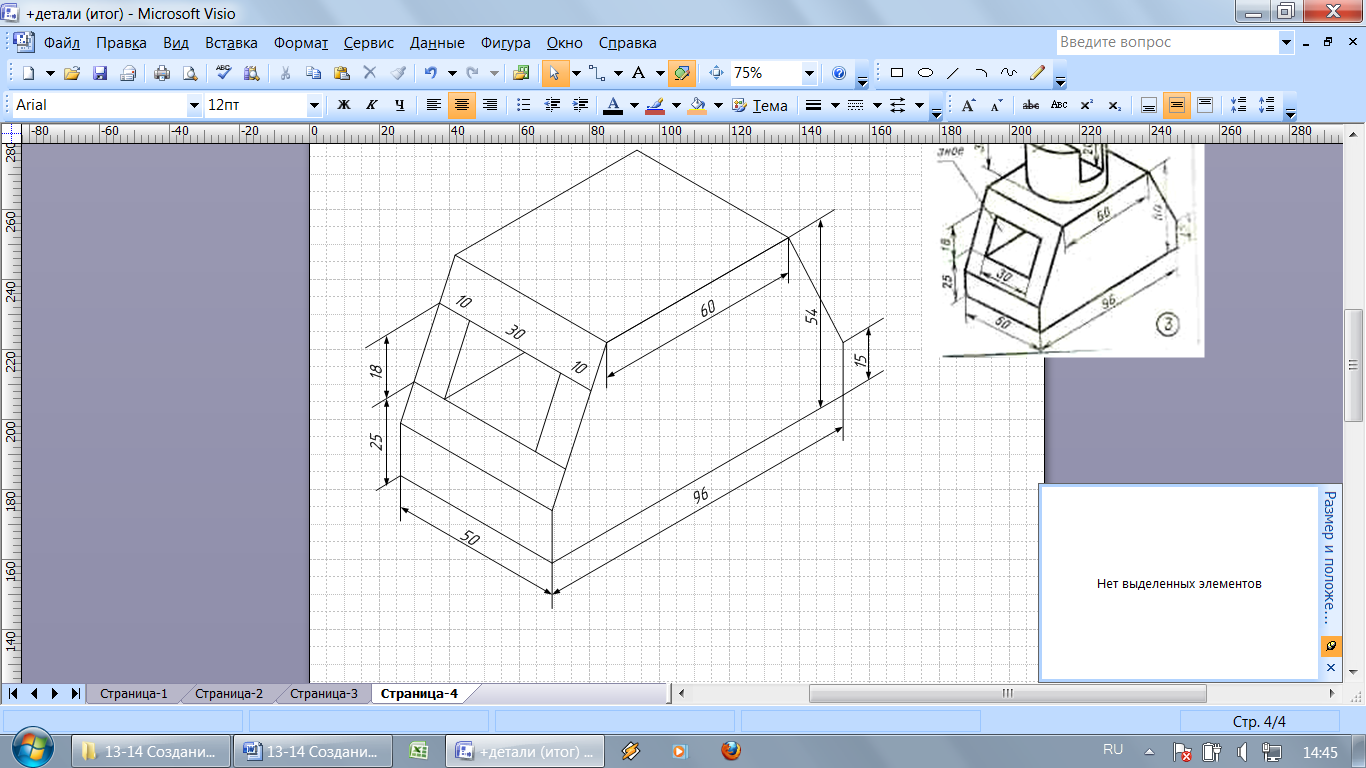 +детали (итог) - Microsoft Visio
Файл Правка Вид Вставка Формат Сервис Данные Фигура Окно Справка
Введите вопрос
75%
Arial 12пт Ж К Ч Тема
-80 -60 -40 -20 0 20 40 60 80 100 120 140 160 180 200 220 240 260 280
280
260
240
220
200
180
160
140
10
30
10
18
25
50
60
54
15
96
зное
60
18
25
30
96
3
Размер и положе...
Нет выделенных элементов
Страница-1 Страница-2 Страница-3 Страница-4
Стр. 4/4
13-14 Создани... 13-14 Создани... +детали (итог) ... RU 14:45